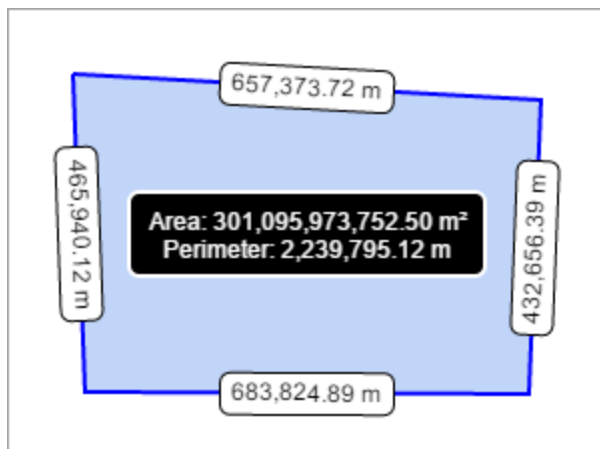 657,373.72 m
465,940.12 m
Area: 301,095,973,752.50 m²
Perimeter: 2,239,795.12 m
432,656.39 m
683,824.89 m